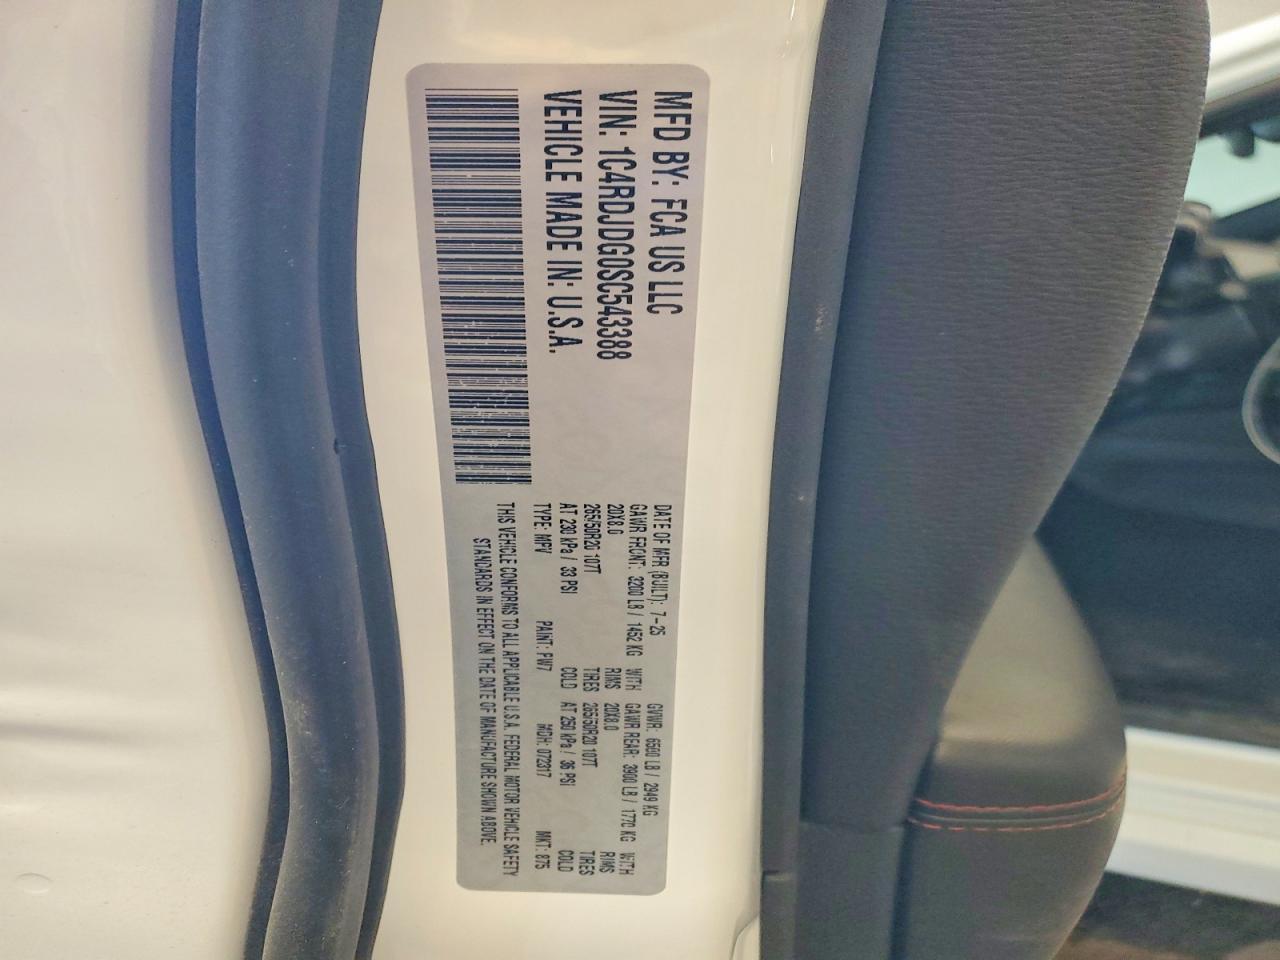 MFD BY: FCA US LLC
VIN: 1C4RDJDG0SC543388
VEHICLE MADE IN: U.S.A.
DATE OF MFR (BUILT): 7-25 GVWR: 6500 LB / 2949 KG
GAWR FRONT: 3200 LB / 1452 KG WITH GAWR REAR: 3900 LB / 1770 KG WITH
20X8.0 RIMS 20X8.0 RIMS
265/50R20 107T TIRES 265/50R20 107T TIRES
AT 230 kPa / 33 PSI COLD AT 250 kPa / 36 PSI COLD
TYPE: MPV PAINT: PW7 MDH: 072317 MKT: 875
THIS VEHICLE CONFORMS TO ALL APPLICABLE U.S.A. FEDERAL MOTOR VEHICLE SAFETY
STANDARDS IN EFFECT ON THE DATE OF MANUFACTURE SHOWN ABOVE.